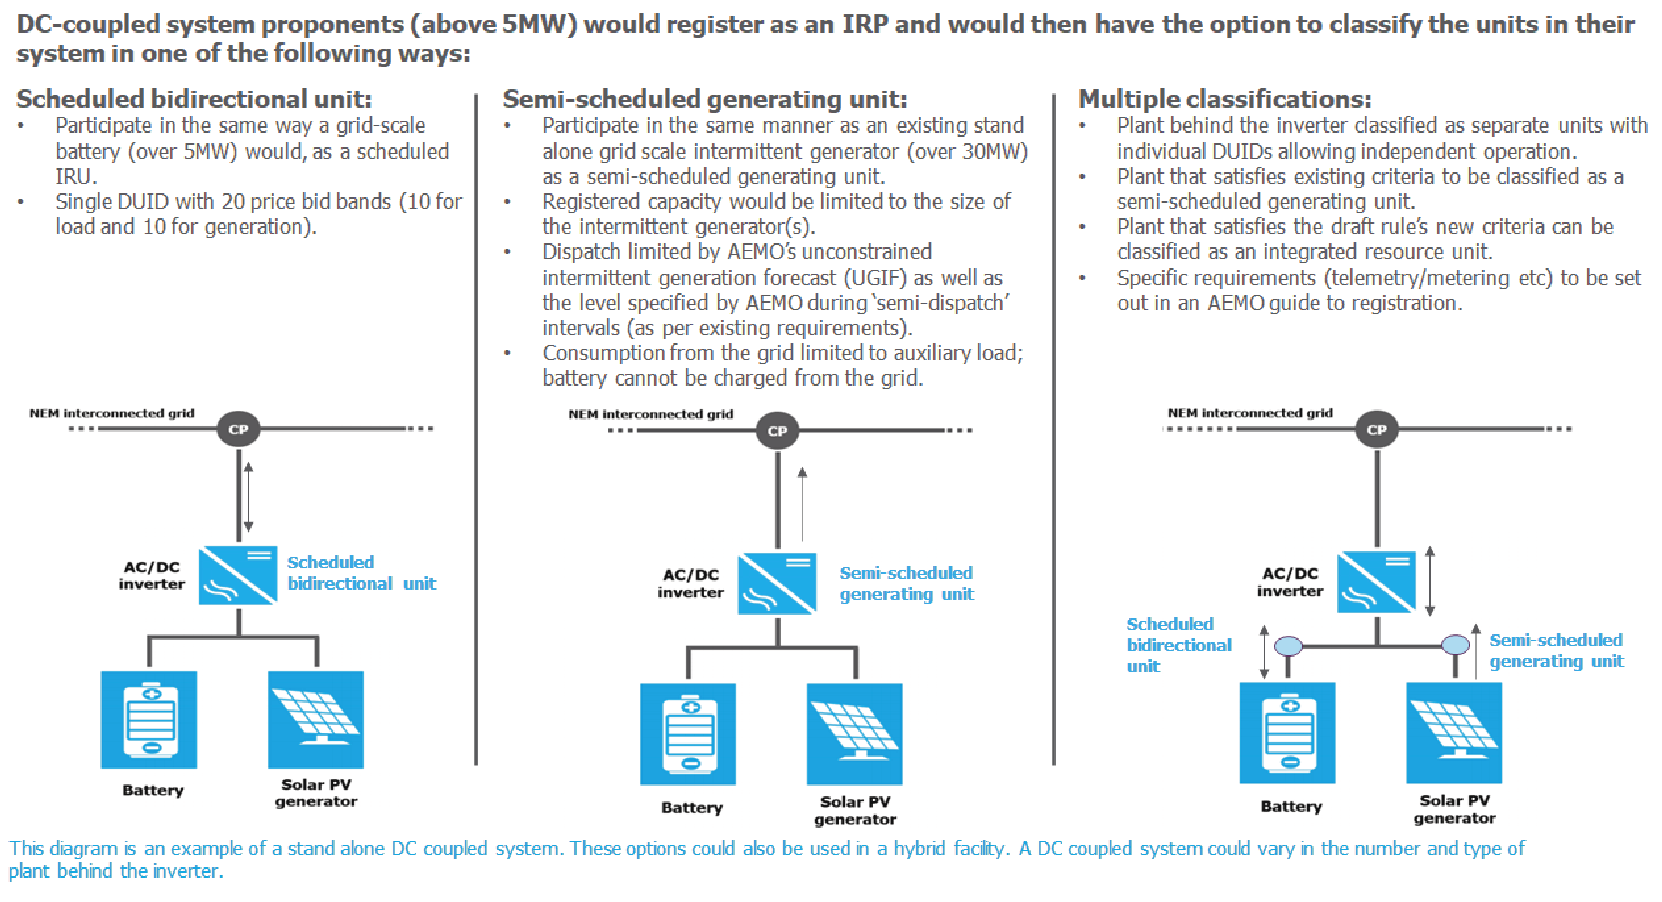 DC-coupled system proponents (above 5MW) would register as an IRP and would then have the option to classify the units in their
system in one of the following ways:
Scheduled bidirectional unit:
• Participate in the same way a grid-scale
battery (over 5MW) would, as a scheduled
IRU.
• Single DUID with 20 price bid bands (10 for
load and 10 for generation).
Semi-scheduled generating unit:
• Participate in the same manner as an existing stand
alone grid scale intermittent generator (over 30MW)
as a semi-scheduled generating unit.
• Registered capacity would be limited to the size of
the intermittent generator(s).
• Dispatch limited by AEMO's unconstrained
intermittent generation forecast (UGIF) as well as
the level specified by AEMO during 'semi-dispatch'
intervals (as per existing requirements).
• Consumption from the grid limited to auxiliary load;
battery cannot be charged from the grid.
Multiple classifications:
• Plant behind the inverter classified as separate units with
individual DUIDs allowing independent operation.
• Plant that satisfies existing criteria to be classified as a
semi-scheduled generating unit.
• Plant that satisfies the draft rule's new criteria can be
classified as an integrated resource unit.
• Specific requirements (telemetry/metering etc) to be set
out in an AEMO guide to registration.
NEM interconnected grid
CP
AC/DC
inverter
Scheduled
bidirectional unit
Battery
Solar PV
generator
NEM interconnected grid
CP
AC/DC
inverter
Semi-scheduled
generating unit
Battery
Solar PV
generator
NEM interconnected grid
CP
AC/DC
inverter
Scheduled
bidirectional
unit
Semi-scheduled
generating unit
Battery
Solar PV
generator
This diagram is an example of a stand alone DC coupled system. These options could also be used in a hybrid facility. A DC coupled system could vary in the number and type of
plant behind the inverter.